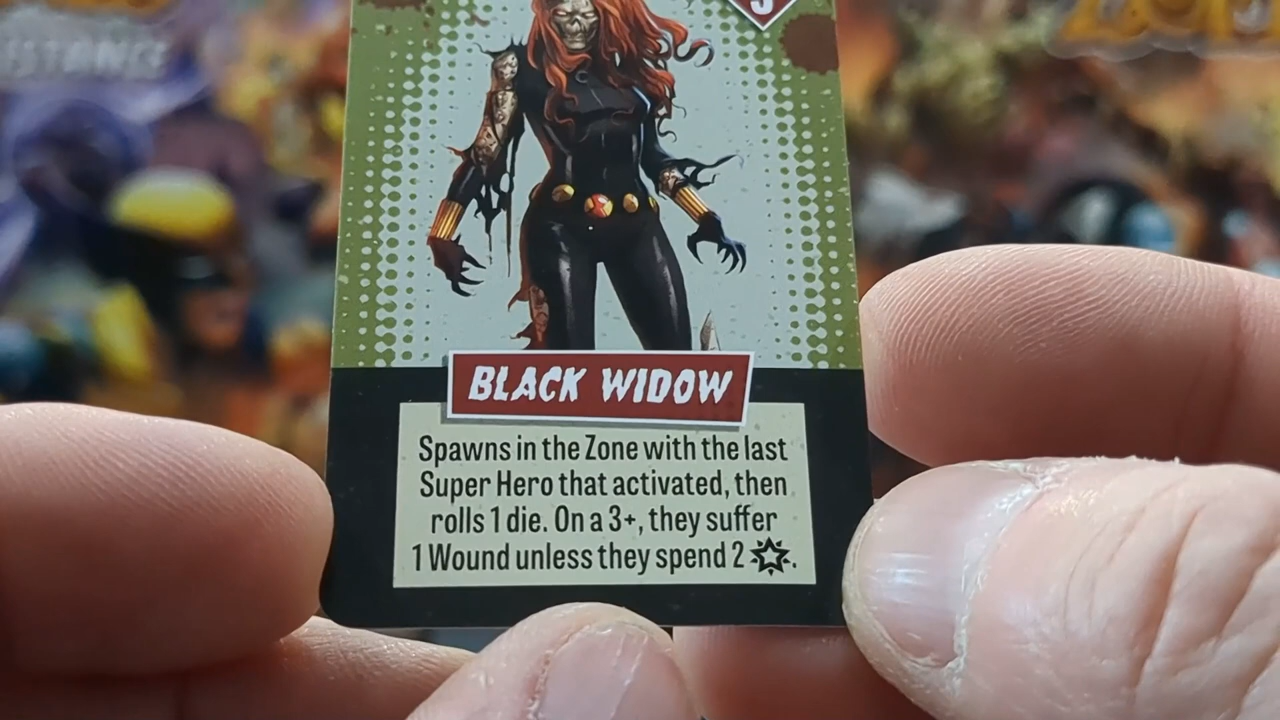 STANCE
BLACK WIDOW
Spawns in the Zone with the last
Super Hero that activated, then
rolls 1 die. On a 3+, they suffer
1 Wound unless they spend 2 .